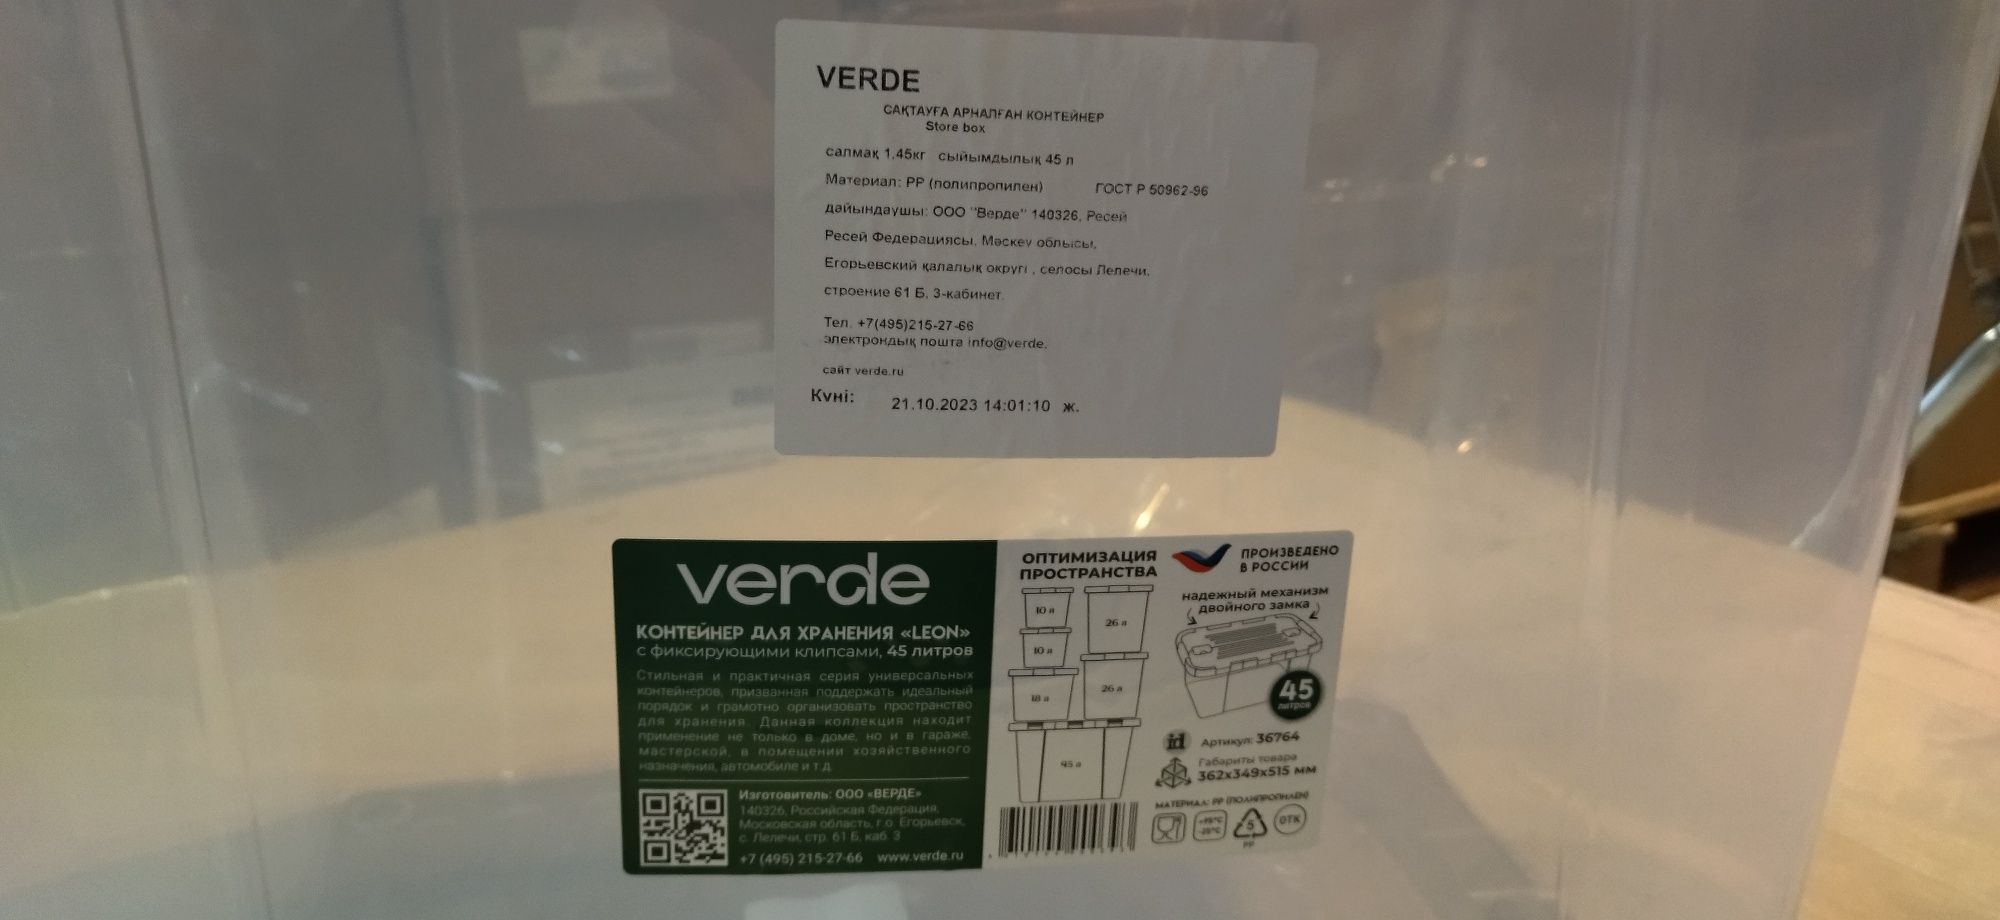 VERDE
САҚТАУҒА АРНАЛҒАН КОНТЕЙНЕР
Store box
салмақ 1,45кг сыйымдылық 45 л
Материал: PP (полипропилен) ГОСТ Р 50962-96
дайындаушы: ООО "Верде" 140326, Ресей
Ресей Федерациясы, Мәскеу облысы,
Егорьевский қалалық округі , селосы Лелечи,
строение 61 Б, 3-кабинет.
Тел. +7(495)215-27-66
электрондық пошта info@verde.
сайт verde.ru
Күні: 21.10.2023 14:01:10 ж.
verde
КОНТЕЙНЕР ДЛЯ ХРАНЕНИЯ «LEON»
с фиксирующими клипсами, 45 литров
Стильная и практичная серия универсальных
контейнеров, призванная поддержать идеальный
порядок и грамотно организовать пространство
для хранения. Данная коллекция находит
применение не только в доме, но и в гараже,
мастерской, в помещении хозяйственного
назначения, автомобиле и т.д.
Изготовитель: ООО «ВЕРДЕ»
140326, Российская Федерация,
Московская область, г.о. Егорьевск,
с. Лелечи, стр. 61 Б, каб. 3
+7 (495) 215-27-66 www.verde.ru
ОПТИМИЗАЦИЯ
ПРОСТРАНСТВА
10 л
26 л
10 л
18 л
26 л
45 л
ПРОИЗВЕДЕНО
В РОССИИ
надежный механизм
двойного замка
45
литров
id Артикул: 36764
Габариты товара
362x349x515 мм
МАТЕРИАЛ: PP (ПОЛИПРОПИЛЕН)
5
PP
ОТК